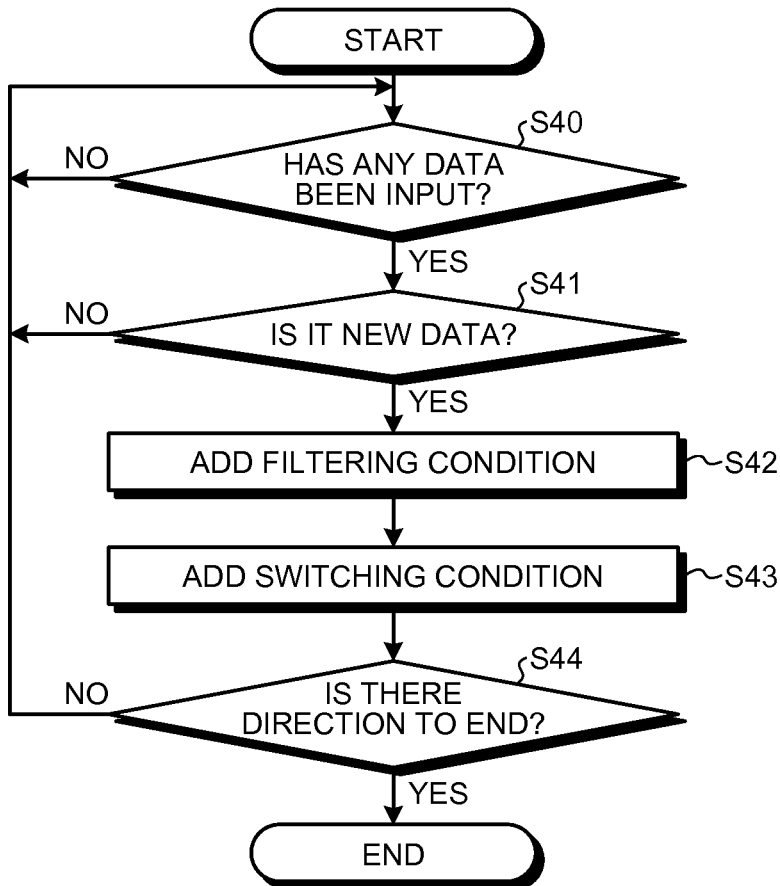 START
S40
NO
HAS ANY DATA
BEEN INPUT?
YES
S41
NO
IS IT NEW DATA?
YES
ADD FILTERING CONDITION
S42
ADD SWITCHING CONDITION
S43
S44
NO
IS THERE
DIRECTION TO END?
YES
END